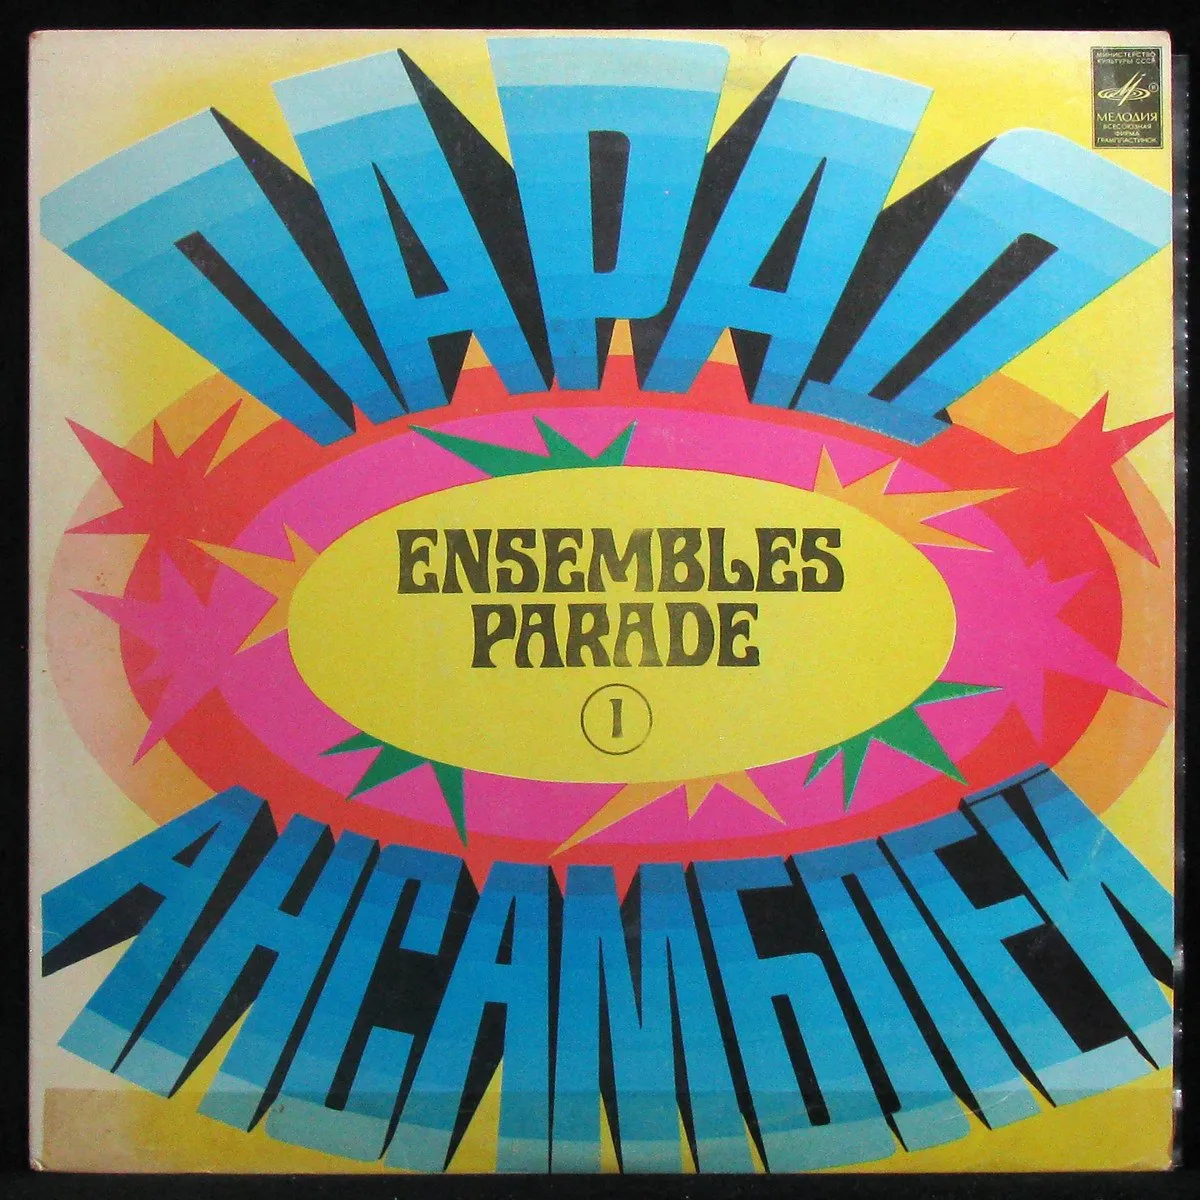 МИНИСТЕРСТВО
КУЛЬТУРЫ СССР
МЕЛОДИЯ
ВСЕСОЮЗНАЯ
ФИРМА
ГРАМПЛАСТИНОК
ПАРАД
ENSEMBLES
PARADE
1
АНСАМБЛЕЙ